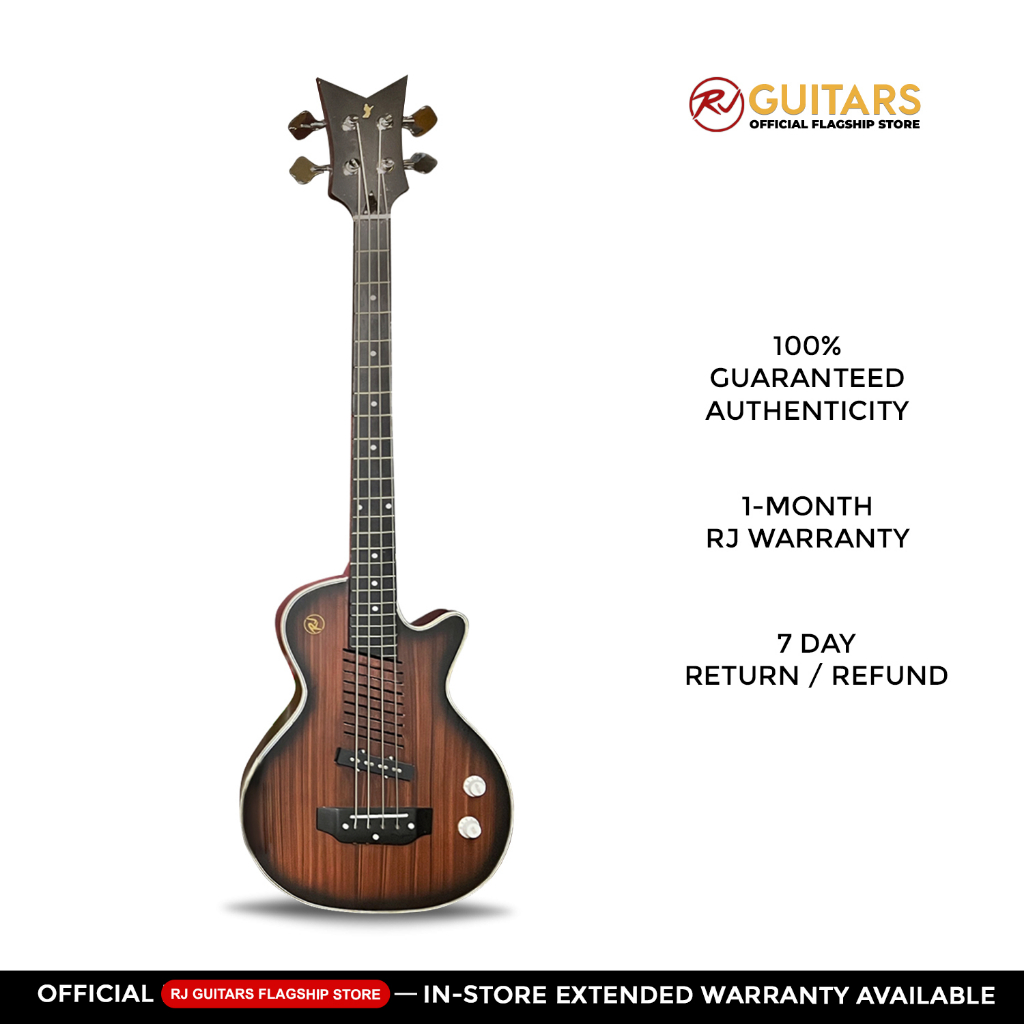 RJ GUITARS
OFFICIAL FLAGSHIP STORE
100%
GUARANTEED
AUTHENTICITY
1-MONTH
RJ WARRANTY
7 DAY
RETURN / REFUND
RJ
OFFICIAL RJ GUITARS FLAGSHIP STORE — IN-STORE EXTENDED WARRANTY AVAILABLE